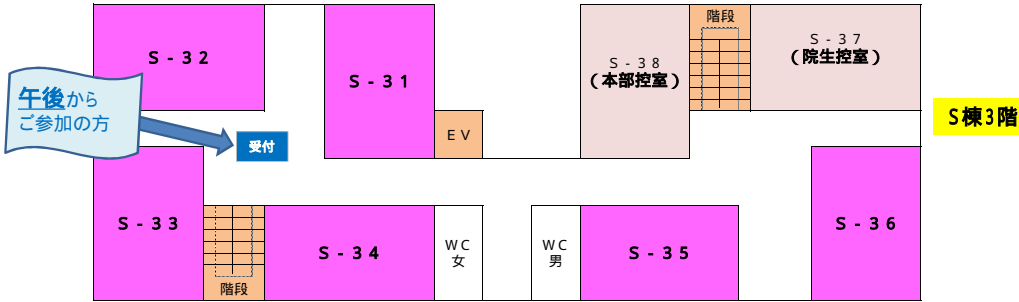 S-32
S-31
階段
S-37
(院生控室)
S-38
(本部控室)
午後から
ご参加の方
受付
EV
S棟3階
S-33
S-34
WC
女
WC
男
S-35
S-36
階段